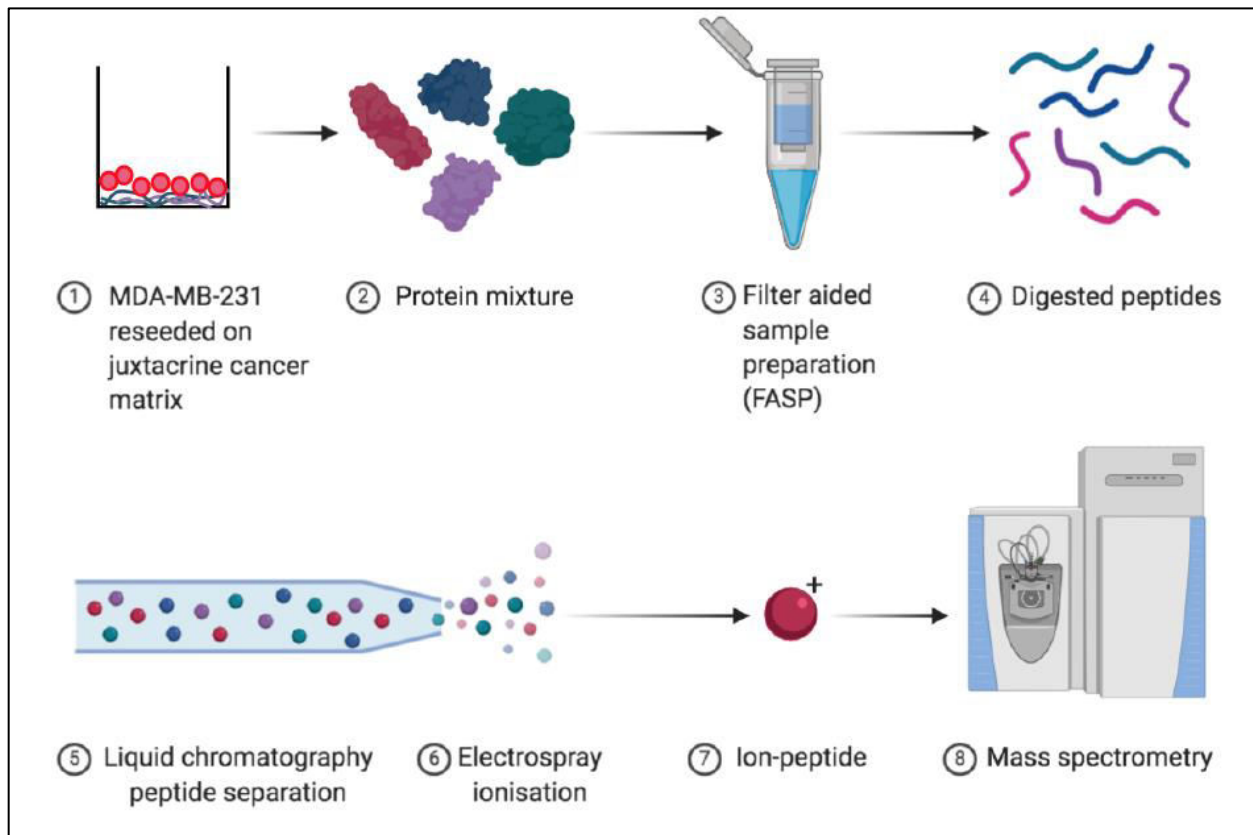 1 MDA-MB-231
reseeded on
juxtacrine cancer
matrix
2 Protein mixture
3 Filter aided
sample
preparation
(FASP)
4 Digested peptides
+
5 Liquid chromatography
peptide separation
6 Electrospray
ionisation
7 Ion-peptide
8 Mass spectrometry